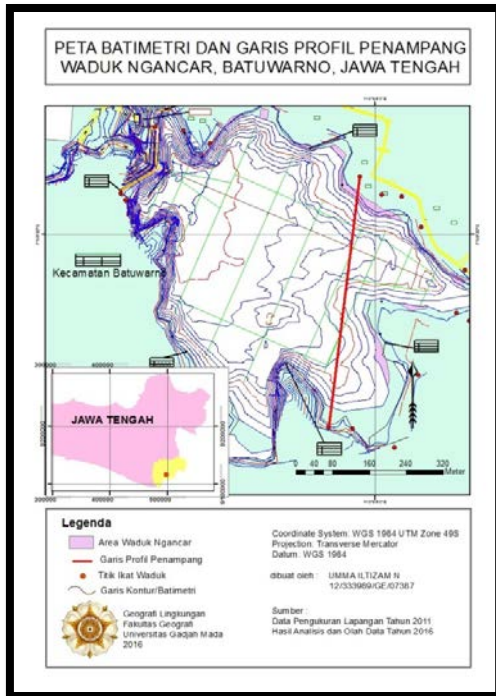 PETA BATIMETRI DAN GARIS PROFIL PENAMPANG
WADUK NGANCAR, BATUWARNO, JAWA TENGAH
Kecamatan Batuwarno
JAWA TENGAH
0 40 80 160 240 320
Meter
Legenda
Area Waduk Ngancar
Garis Profil Penampang
Titik Ikat Waduk
Garis Kontur/Batimetri
Geografi Lingkungan
Fakultas Geografi
Universitas Gadjah Mada
2016
Coordinate System: WGS 1984 UTM Zone 49S
Projection: Transverse Mercator
Datum: WGS 1984
dibuat oleh : UMMA ILTIZAM N
12/333989/GE/07367
Sumber :
Data Pengukuran Lapangan Tahun 2011
Hasil Analisis dan Olah Data Tahun 2016